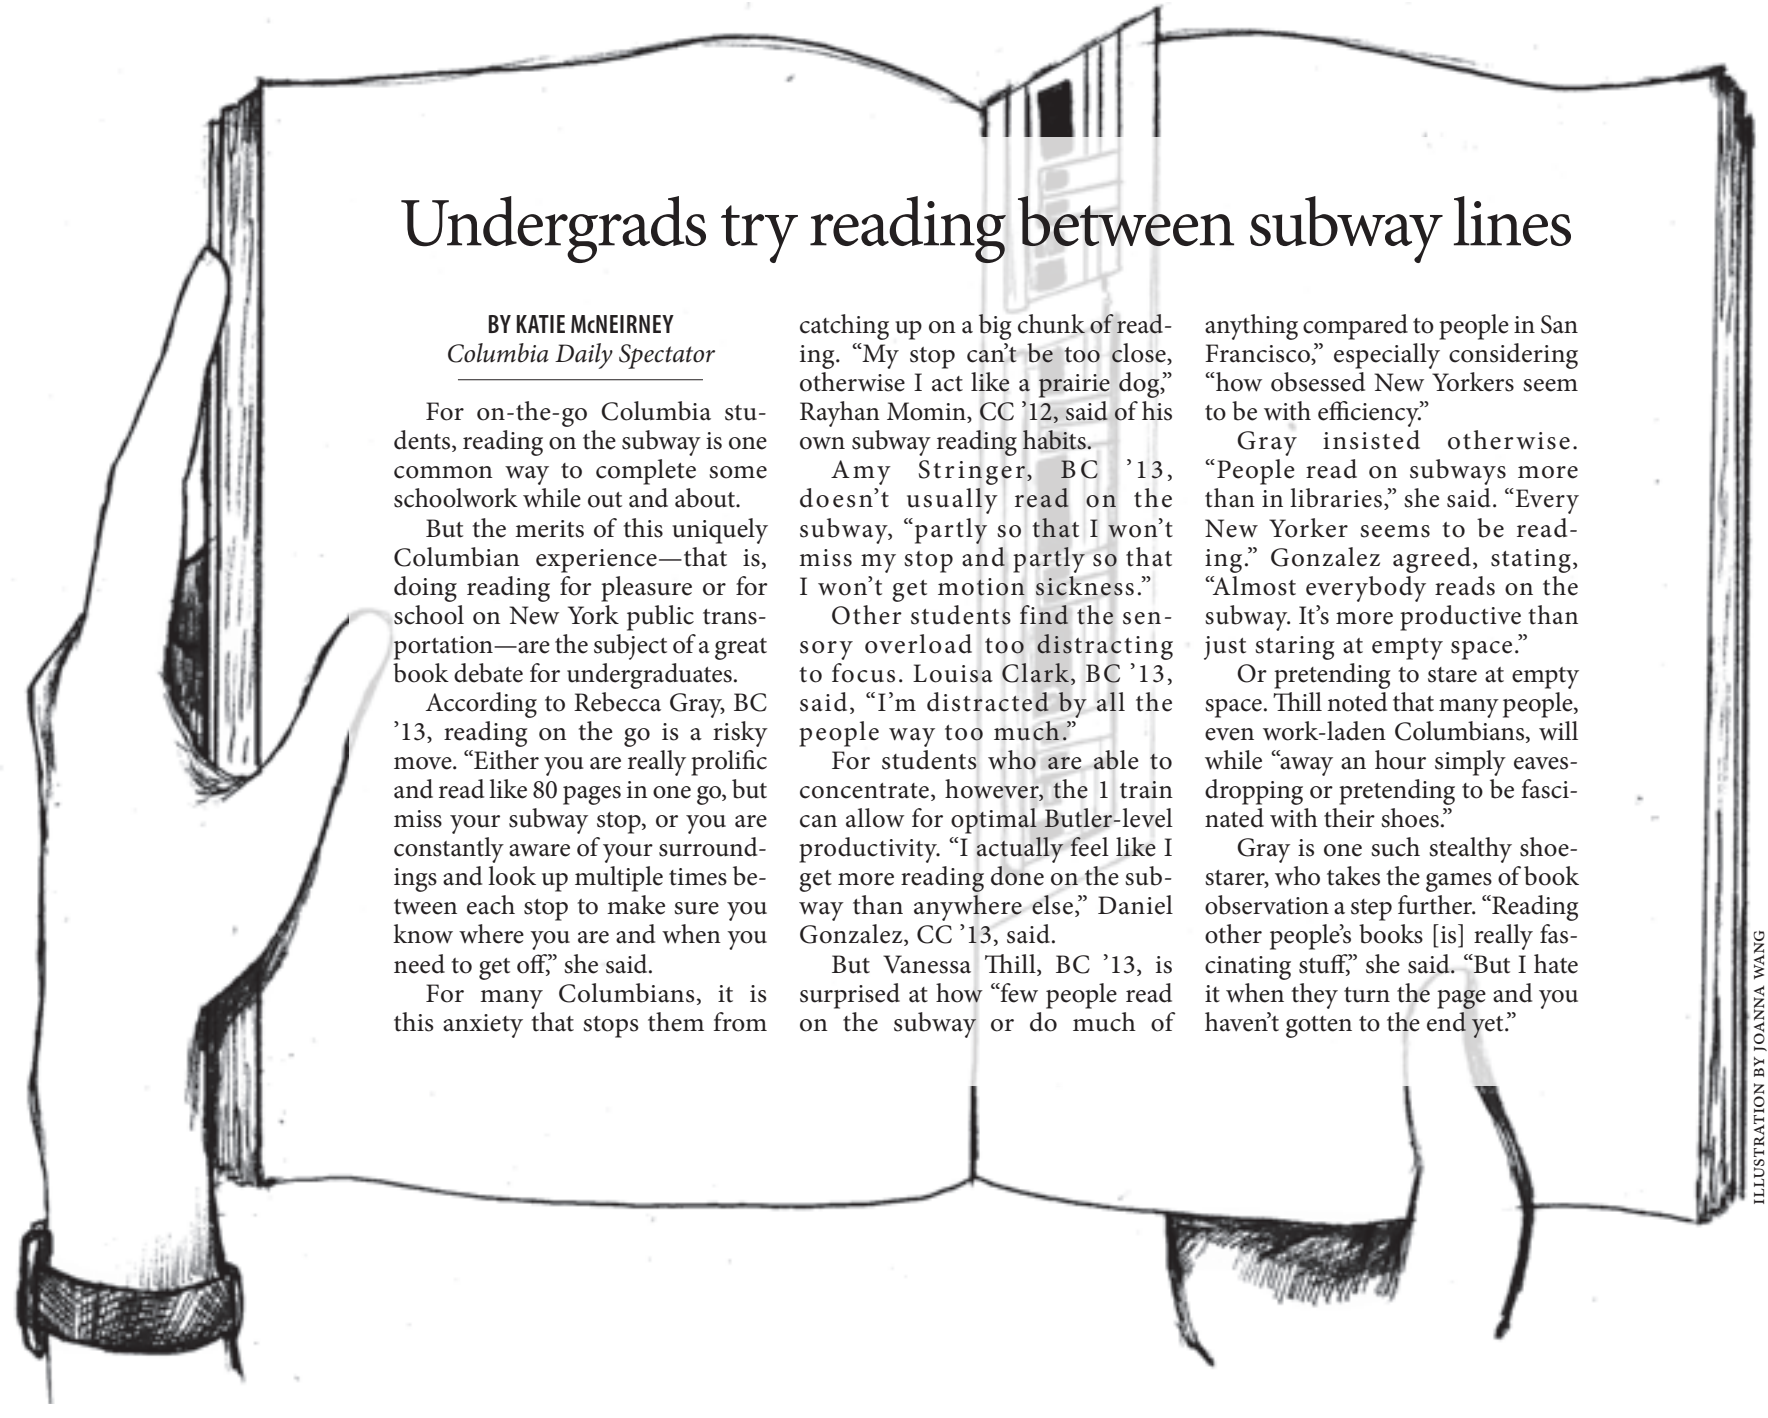 Undergrads try reading between subway lines
BY KATIE McNEIRNEY
Columbia Daily Spectator
For on-the-go Columbia stu-
dents, reading on the subway is one
common way to complete some
schoolwork while out and about.
But the merits of this uniquely
Columbian experience—that is,
doing reading for pleasure or for
school on New York public trans-
portation—are the subject of a great
book debate for undergraduates.
According to Rebecca Gray, BC
’13, reading on the go is a risky
move. “Either you are really prolific
and read like 80 pages in one go, but
miss your subway stop, or you are
constantly aware of your surround-
ings and look up multiple times be-
tween each stop to make sure you
know where you are and when you
need to get off,” she said.
For many Columbians, it is
this anxiety that stops them from
catching up on a big chunk of read-
ing. “My stop can’t be too close,
otherwise I act like a prairie dog,”
Rayhan Momin, CC ’12, said of his
own subway reading habits.
Amy Stringer, BC ’13,
doesn’t usually read on the
subway, “partly so that I won’t
miss my stop and partly so that
I won’t get motion sickness.”
Other students find the sen-
sory overload too distracting
to focus. Louisa Clark, BC ’13,
said, “I’m distracted by all the
people way too much.”
For students who are able to
concentrate, however, the 1 train
can allow for optimal Butler-level
productivity. “I actually feel like I
get more reading done on the sub-
way than anywhere else,” Daniel
Gonzalez, CC ’13, said.
But Vanessa Thill, BC ’13, is
surprised at how “few people read
on the subway or do much of
anything compared to people in San
Francisco,” especially considering
“how obsessed New Yorkers seem
to be with efficiency.”
Gray insisted otherwise.
“People read on subways more
than in libraries,” she said. “Every
New Yorker seems to be read-
ing.” Gonzalez agreed, stating,
“Almost everybody reads on the
subway. It’s more productive than
just staring at empty space.”
Or pretending to stare at empty
space. Thill noted that many people,
even work-laden Columbians, will
while “away an hour simply eaves-
dropping or pretending to be fasci-
nated with their shoes.”
Gray is one such stealthy shoe-
starer, who takes the games of book
observation a step further. “Reading
other people’s books [is] really fas-
cinating stuff,” she said. “But I hate
it when they turn the page and you
haven’t gotten to the end yet.”
ILLUSTRATION BY JOANNA WANG